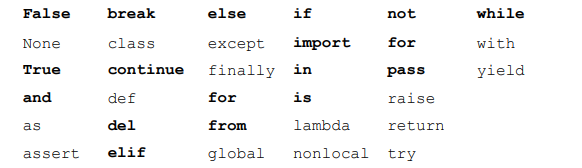 False break else if not while
None class except import for with
True continue finally in pass yield
and def for is raise
as del from lambda return
assert elif global nonlocal try